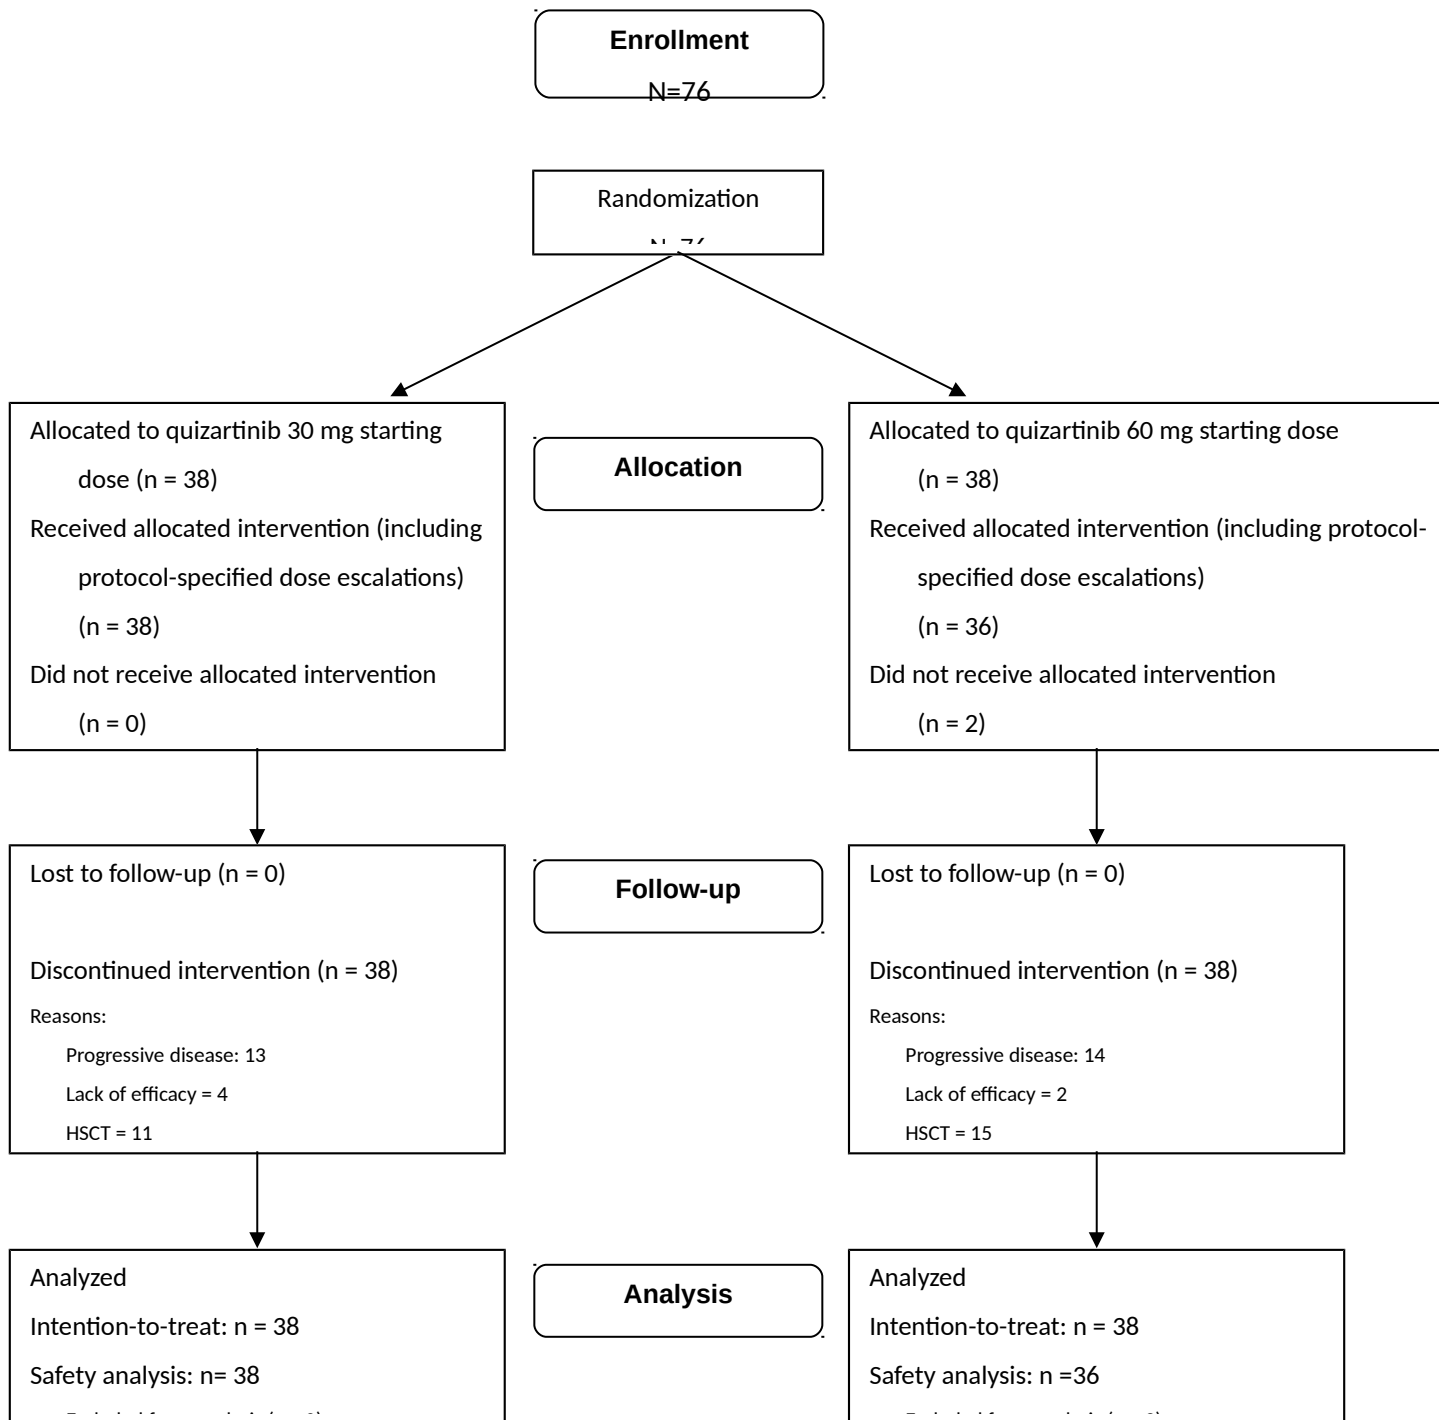 Enrollment
N=76
Randomization
Allocated to quizartinib 30 mg starting
dose (n = 38)
Received allocated intervention (including
protocol-specified dose escalations)
(n = 38)
Did not receive allocated intervention
(n = 0)
Allocation
Allocated to quizartinib 60 mg starting dose
(n = 38)
Received allocated intervention (including protocol-
specified dose escalations)
(n = 36)
Did not receive allocated intervention
(n = 2)
Lost to follow-up (n = 0)
Discontinued intervention (n = 38)
Reasons:
Progressive disease: 13
Lack of efficacy = 4
HSCT = 11
Follow-up
Lost to follow-up (n = 0)
Discontinued intervention (n = 38)
Reasons:
Progressive disease: 14
Lack of efficacy = 2
HSCT = 15
Analyzed
Intention-to-treat: n = 38
Safety analysis: n= 38
Analysis
Analyzed
Intention-to-treat: n = 38
Safety analysis: n =36